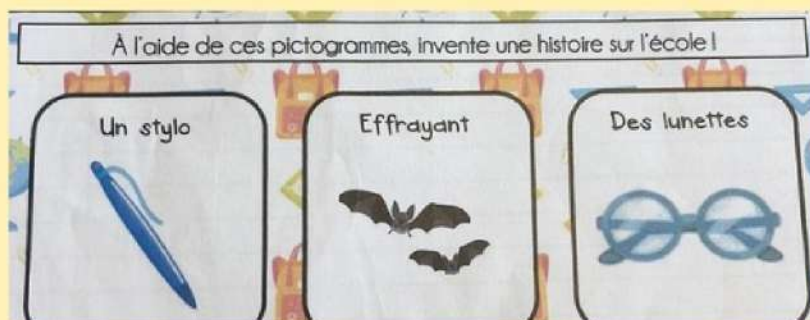 À l'aide de ces pictogrammes, invente une histoire sur l'école !
Un stylo
Effrayant
Des lunettes